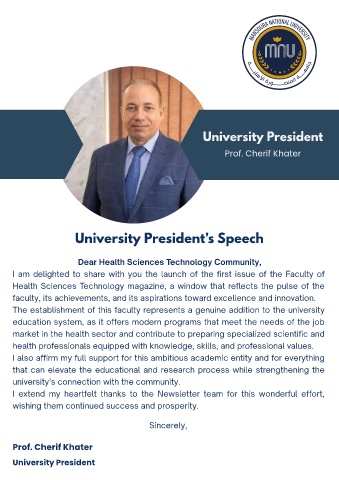 MANSOURA NATIONAL UNIVERSITY
MNU
University President
Prof. Cherif Khater
University President's Speech
Dear Health Sciences Technology Community,
I am delighted to share with you the launch of the first issue of the Faculty of
Health Sciences Technology magazine, a window that reflects the pulse of the
faculty, its achievements, and its aspirations toward excellence and innovation.
The establishment of this faculty represents a genuine addition to the university
education system, as it offers modern programs that meet the needs of the job
market in the health sector and contribute to preparing specialized scientific and
health professionals equipped with knowledge, skills, and professional values.
I also affirm my full support for this ambitious academic entity and for everything
that can elevate the educational and research process while strengthening the
university's connection with the community.
I extend my heartfelt thanks to the Newsletter team for this wonderful effort,
wishing them continued success and prosperity.
Sincerely,
Prof. Cherif Khater
University President